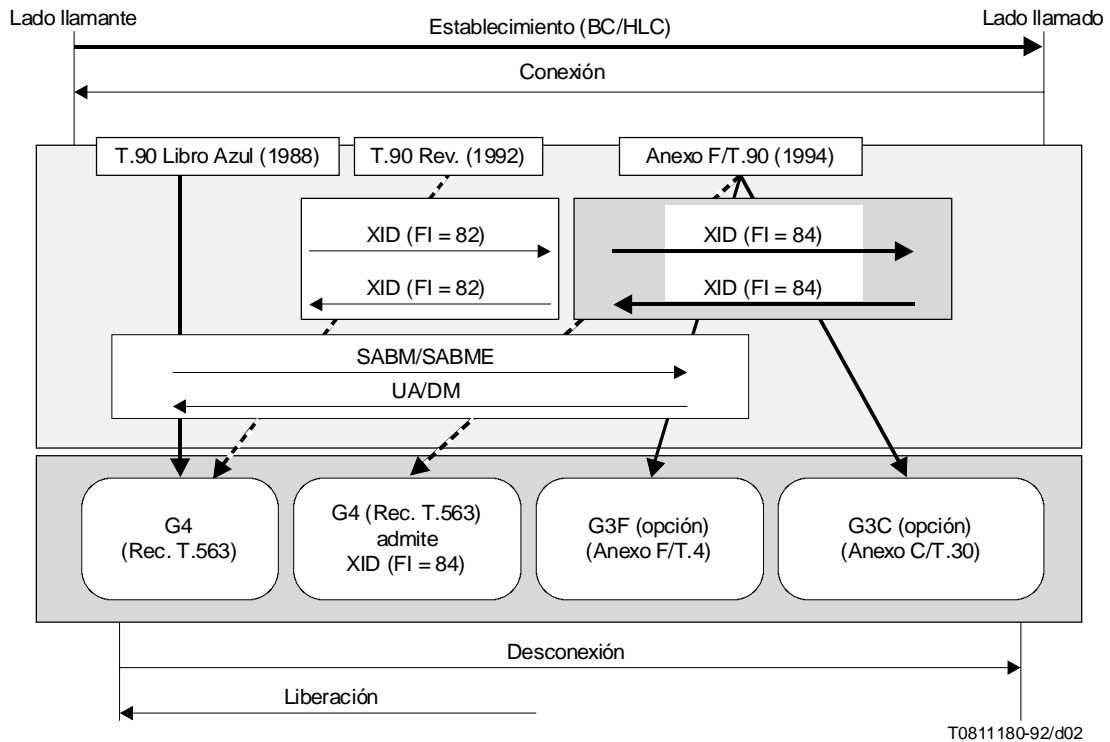 Lado llamante
Lado llamado
Establecimiento (BC/HLC)
Conexión
T.90 Libro Azul (1988)
T.90 Rev. (1992)
Anexo F/T.90 (1994)
XID (FI = 82)
XID (FI = 84)
XID (FI = 82)
XID (FI = 84)
SABM/SABME
UA/DM
G4
(Rec. T.563)
G4 (Rec. T.563)
admite
XID (FI = 84)
G3F (opción)
(Anexo F/T.4)
G3C (opción)
(Anexo C/T.30)
Desconexión
Liberación
T0811180-92/d02